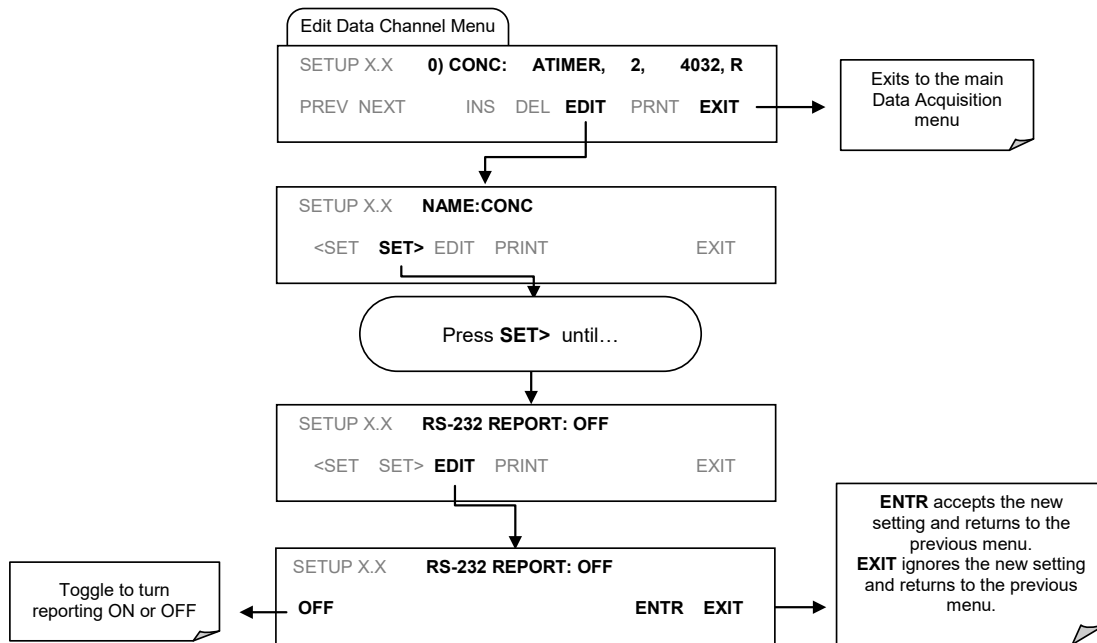 Edit Data Channel Menu
SETUP X.X 0) CONC: ATIMER, 2, 4032, R
PREV NEXT INS DEL EDIT PRNT EXIT
Exits to the main
Data Acquisition
menu
SETUP X.X NAME:CONC
<SET SET> EDIT PRINT EXIT
Press SET> until…
SETUP X.X RS-232 REPORT: OFF
<SET SET> EDIT PRINT EXIT
SETUP X.X RS-232 REPORT: OFF
OFF ENTR EXIT
Toggle to turn
reporting ON or OFF
ENTR accepts the new
setting and returns to the
previous menu.
EXIT ignores the new setting
and returns to the previous
menu.